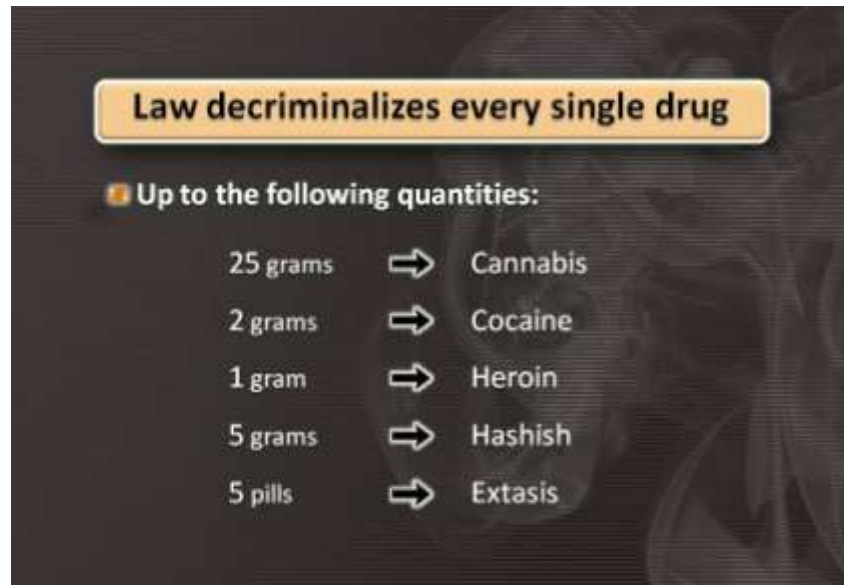 Law decriminalizes every single drug
Up to the following quantities:
25 grams Cannabis
2 grams Cocaine
1 gram Heroin
5 grams Hashish
5 pills Extasis